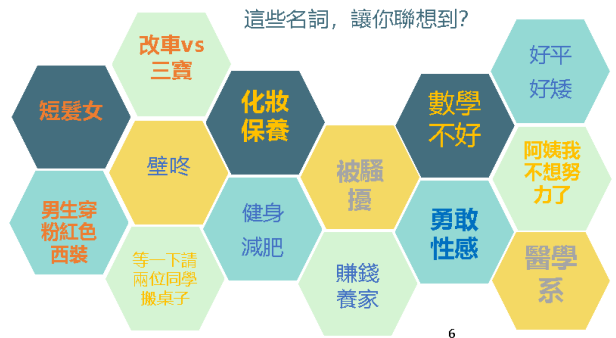 這些名詞，讓你聯想到?
改車vs
三寶
好平
好矮
短髮女
化妝
保養
數學
不好
壁咚
被騷
擾
阿姨我
不想努
力了
男生穿
粉紅色
西裝
健身
減肥
勇敢
性感
等一下請
兩位同學
搬桌子
賺錢
養家
醫學
系
6